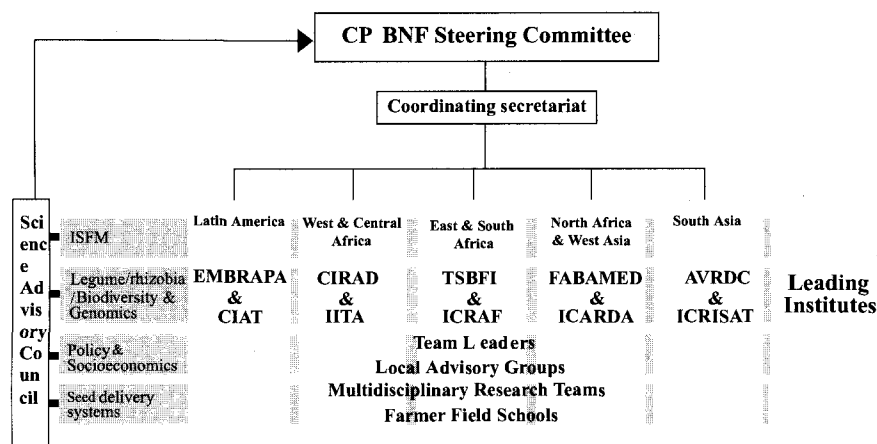 CP BNF Steering Committee
Coordinating secretariat
Sci
enc
e
Ad
vis
ory
Co
un
cil
ISFM
Legume/rhizobia
/Biodiversity &
Genomics
Policy &
Socioeconomics
Seed delivery
systems
Latin America
West & Central
Africa
East & South
Africa
North Africa
& West Asia
South Asia
EMBRAPA
&
CIAT
CIRAD
&
IITA
TSBFI
&
ICRAF
FABAMED
&
ICARDA
AVRDC
&
ICRISAT
Leading
Institutes
Team Leaders
Local Advisory Groups
Multidisciplinary Research Teams
Farmer Field Schools